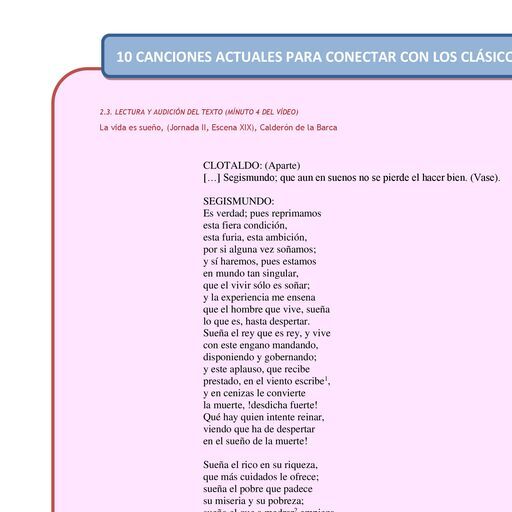 10 CANCIONES ACTUALES PARA CONECTAR CON LOS CLÁSICO
2.3. LECTURA Y AUDICIÓN DEL TEXTO (MÍNUTO 4 DEL VÍDEO)
La vida es sueño, (Jornada II, Escena XIX), Calderón de la Barca
CLOTALDO: (Aparte)
[…] Segismundo; que aun en suenos no se pierde el hacer bien. (Vase).
SEGISMUNDO:
Es verdad; pues reprimamos
esta fiera condición,
esta furia, esta ambición,
por si alguna vez soñamos;
y sí haremos, pues estamos
en mundo tan singular,
que el vivir sólo es soñar;
y la experiencia me ensena
que el hombre que vive, sueña
lo que es, hasta despertar.
Sueña el rey que es rey, y vive
con este engano mandando,
disponiendo y gobernando;
y este aplauso, que recibe
prestado, en el viento escribe¹,
y en cenizas le convierte
la muerte, !desdicha fuerte!
Qué hay quien intente reinar,
viendo que ha de despertar
en el sueño de la muerte!
Sueña el rico en su riqueza,
que más cuidados le ofrece;
sueña el pobre que padece
su miseria y su pobreza;
sueña el que a medrar² empieza